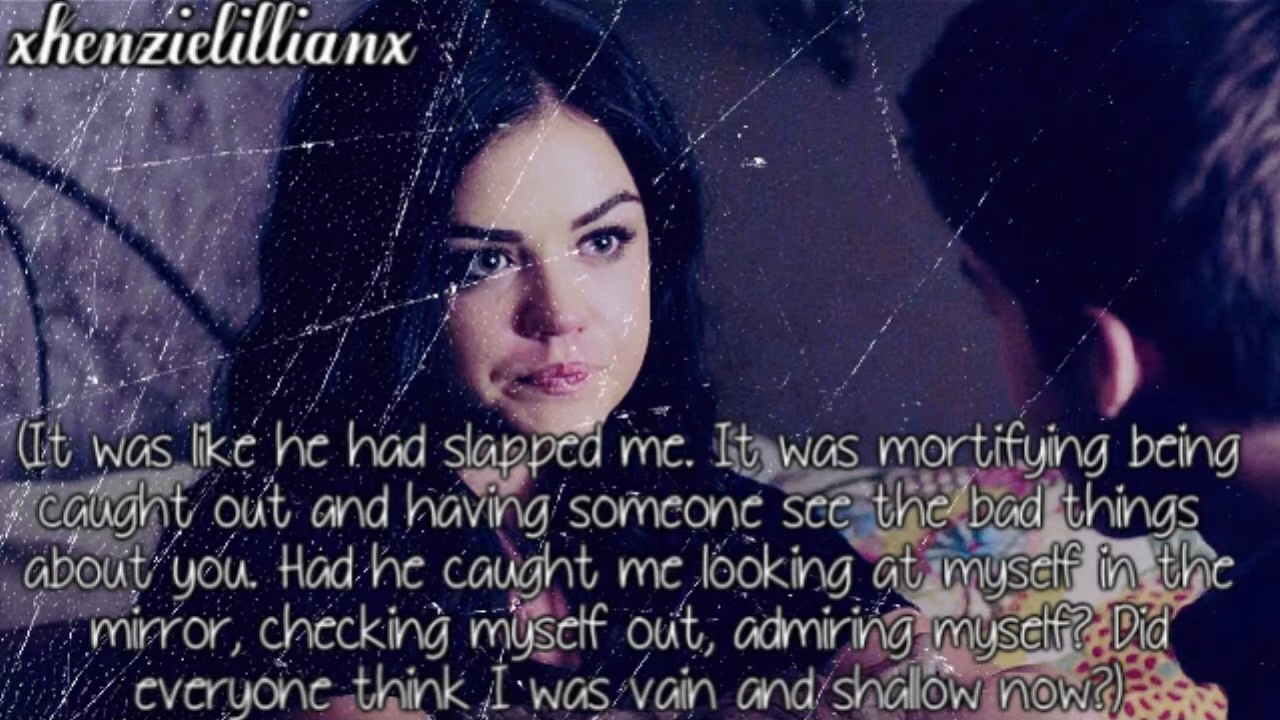 xhenzielillianx
(It was like he had slapped me. It was mortifying being
caught out and having someone see the bad things
about you. Had he caught me looking at myself in the
mirror, checking myself out, admiring myself? Did
everyone think I was vain and shallow now?)